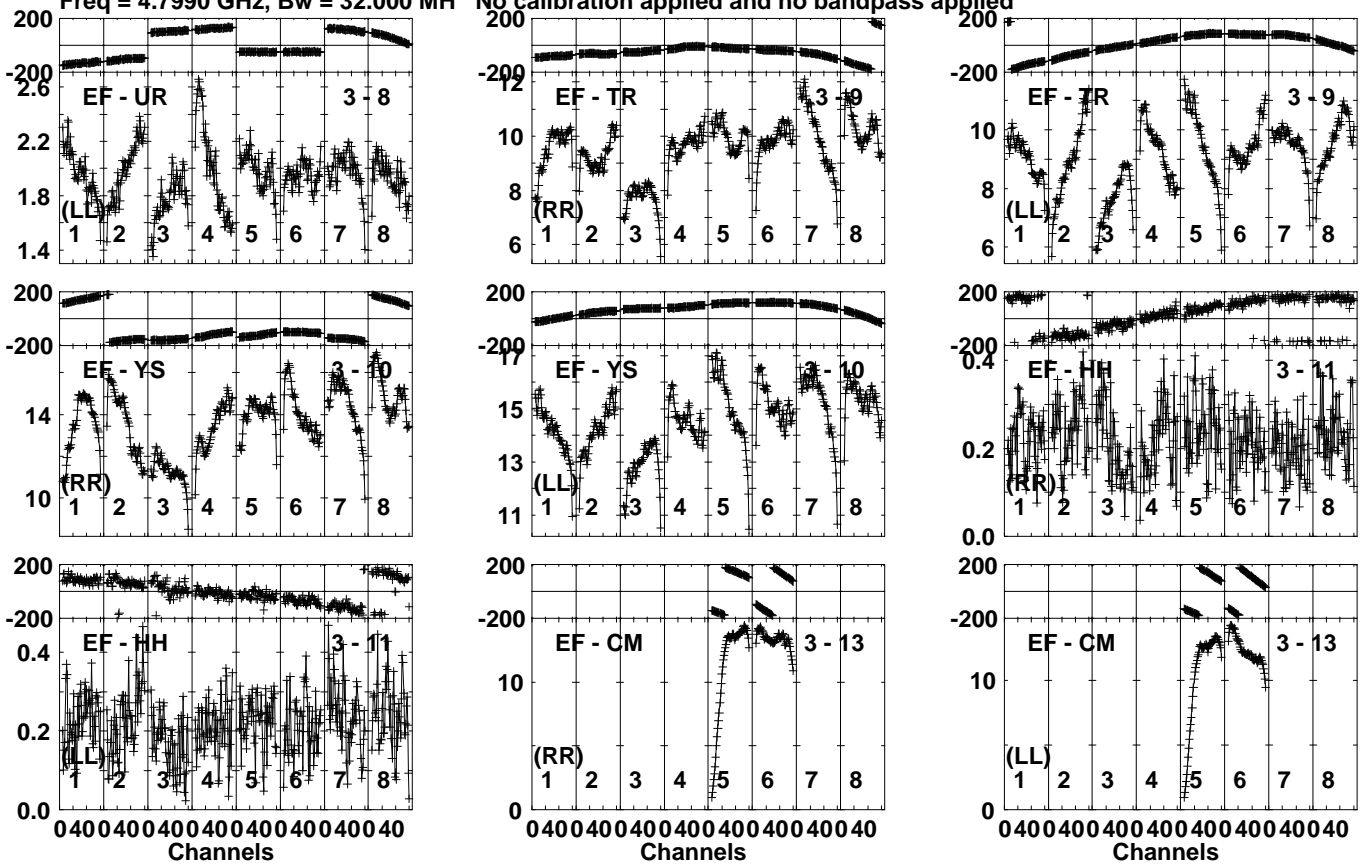 Freq = 4.7990 GHz, Bw = 32.000 MH No calibration applied and no bandpass applied
200
-200
2.6
2.2
1.8
1.4
EF - UR
3 - 8
(LL)
1 2 3 4 5 6 7 8
200
-200
12
10
8
6
EF - TR
3 - 9
(RR)
1 2 3 4 5 6 7 8
200
-200
10
8
6
EF - TR
3 - 9
(LL)
1 2 3 4 5 6 7 8
200
-200
14
10
EF - YS
3 - 10
(RR)
1 2 3 4 5 6 7 8
200
-200
17
15
13
11
EF - YS
3 - 10
(LL)
1 2 3 4 5 6 7 8
200
-200
0.4
0.2
0.0
EF - HH
3 - 11
(RR)
1 2 3 4 5 6 7 8
200
-200
0.4
0.2
0.0
EF - HH
3 - 11
(LL)
1 2 3 4 5 6 7 8
0 40 0 40 0 40 0 40 0 40 0 40 0 40 0 40
Channels
200
-200
10
0
EF - CM
3 - 13
(RR)
1 2 3 4 5 6 7 8
0 40 0 40 0 40 0 40 0 40 0 40 0 40 0 40
Channels
200
-200
10
0
EF - CM
3 - 13
(LL)
1 2 3 4 5 6 7 8
0 40 0 40 0 40 0 40 0 40 0 40 0 40 0 40
Channels